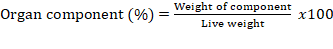 Organ component (%) = Weight of component / Live weight x100